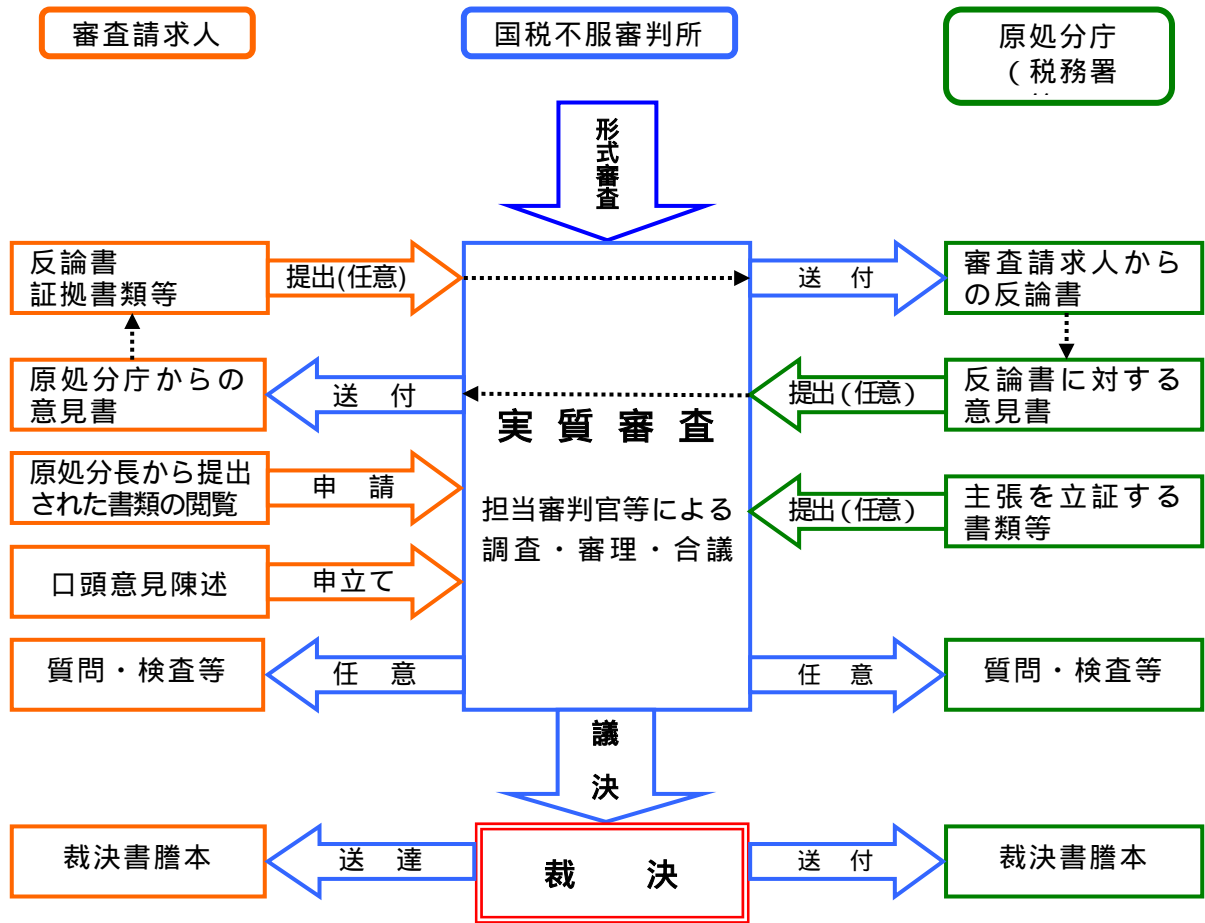 審査請求人
国税不服審判所
原処分庁
(税務署
形式審査
反論書
証拠書類等
提出(任意)
送 付
審査請求人から
の反論書
原処分庁からの
意見書
送 付
提出(任意)
反論書に対する
意見書
実質審査
原処分長から提出
された書類の閲覧
申 請
担当審判官等による
調査・審理・合議
提出(任意)
主張を立証する
書類等
口頭意見陳述
申立て
質問・検査等
任 意
任 意
質問・検査等
議決
裁決書謄本
送 達
裁 決
送 付
裁決書謄本